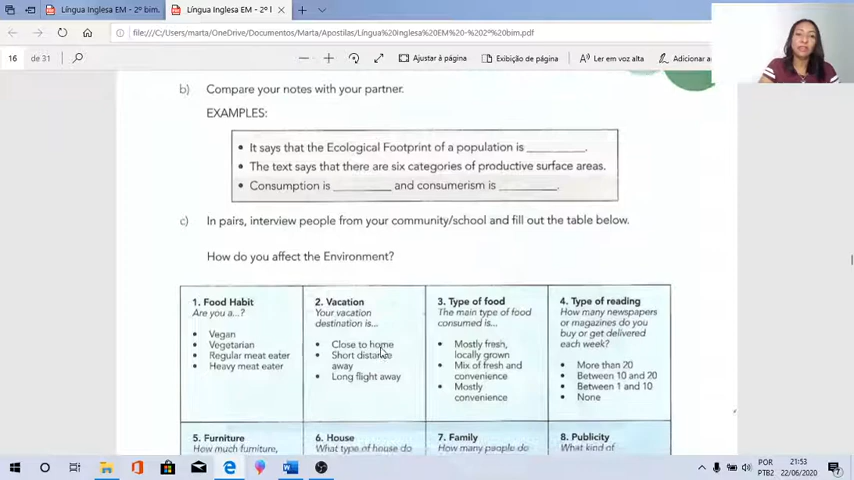 Língua Inglesa EM - 2º bim.
Língua Inglesa EM - 2º l
file:///C:/Users/marta/OneDrive/Documentos/Marta/Apostilas/Língua%20Inglesa%20EM%20-%202º%20bim.pdf
16 de 31
Ajustar à página
Exibição de página
Ler em voz alta
Adicionar a
b) Compare your notes with your partner.
EXAMPLES:
• It says that the Ecological Footprint of a population is ________.
• The text says that there are six categories of productive surface areas.
• Consumption is ________ and consumerism is ________.
c) In pairs, interview people from your community/school and fill out the table below.
How do you affect the Environment?
1. Food Habit
Are you a...?
• Vegan
• Vegetarian
• Regular meat eater
• Heavy meat eater
2. Vacation
Your vacation
destination is...
• Close to home
• Short distance
away
• Long flight away
3. Type of food
The main type of food
consumed is...
• Mostly fresh,
locally grown
• Mix of fresh and
convenience
• Mostly
convenience
4. Type of reading
How many newspapers
or magazines do you
buy or get delivered
each week?
• More than 20
• Between 10 and 20
• Between 1 and 10
• None
5. Furniture
How much furniture,
6. House
What type of house do
7. Family
How many people do
8. Publicity
What kind of
POR
PTB2
21:53
22/06/2020
7